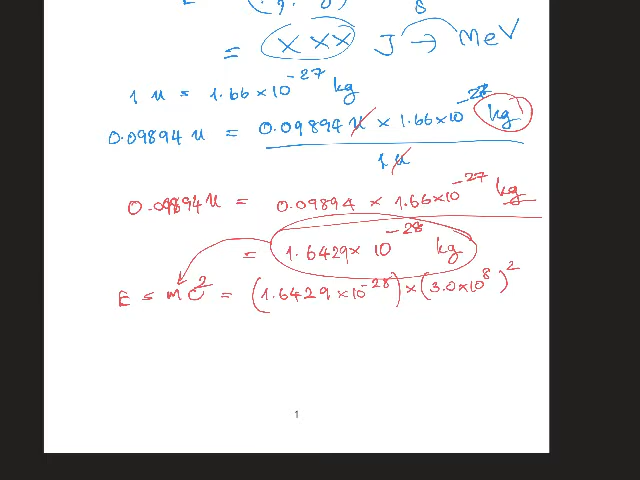 = (xxx) J → MeV
1 u = 1.66×10^-27 kg
0.09894 u = 0.09894 u × 1.66×10^-27 kg
1 u
0.09894 u = 0.09894 × 1.66×10^-27 kg
= 1.6429×10^-28 kg
E = mc^2 = (1.6429×10^-28) × (3.0×10^8)^2
1